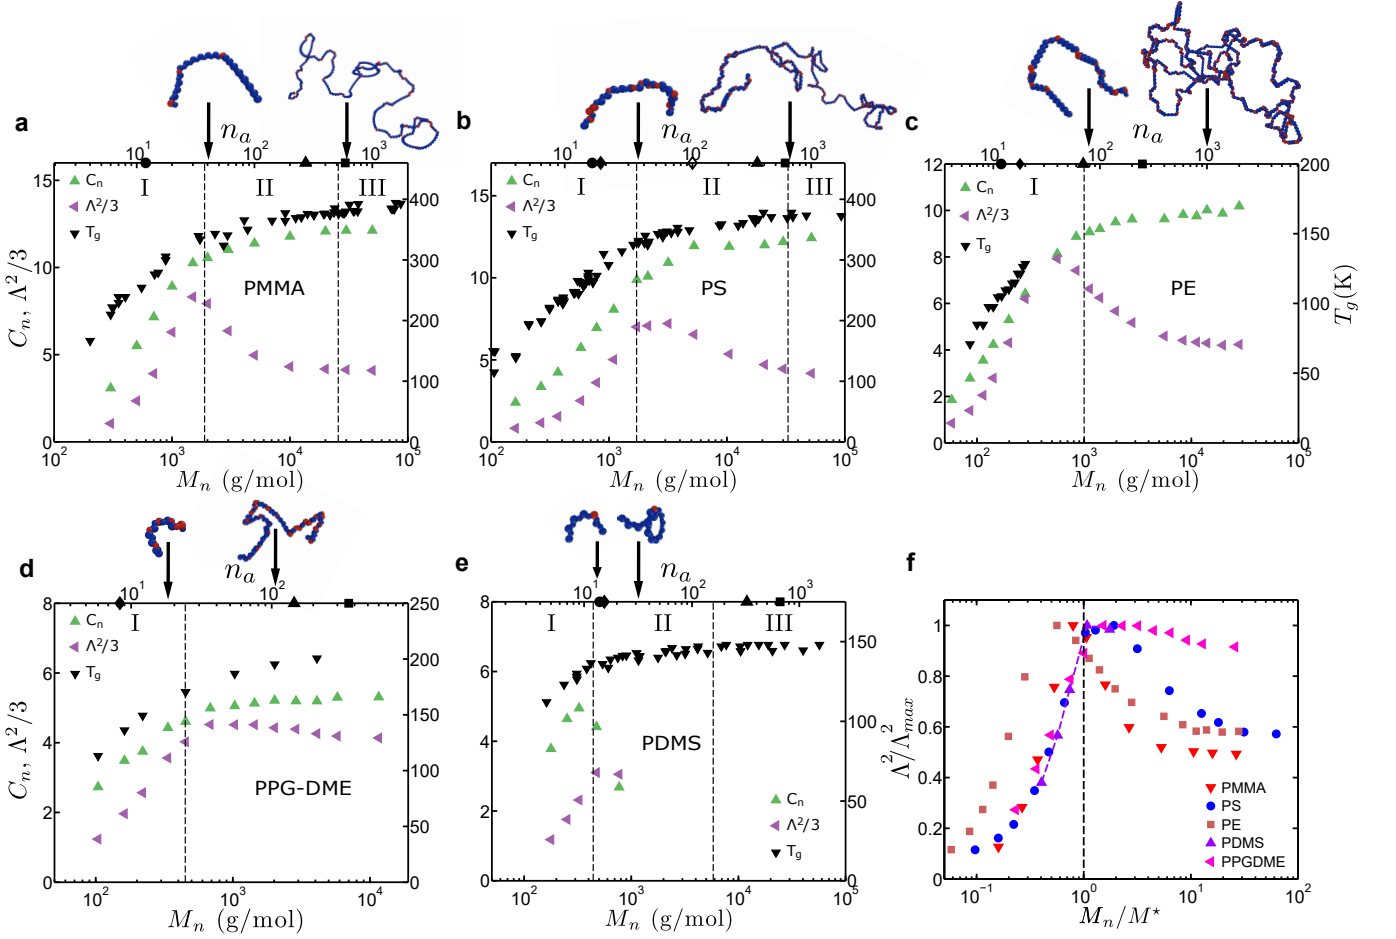 a
n_a
10^1
10^2
10^3
I
II
III
C_n
Λ^2/3
T_g
PMMA
15
10
5
0
400
300
200
100
0
C_n, Λ^2/3
10^2
10^3
10^4
10^5
M_n (g/mol)
b
n_a
10^1
10^2
10^3
I
II
III
C_n
Λ^2/3
T_g
PS
15
10
5
0
400
300
200
100
0
10^2
10^3
10^4
10^5
M_n (g/mol)
c
n_a
10^1
10^2
10^3
I
C_n
Λ^2/3
T_g
PE
12
10
8
6
4
2
0
200
150
100
50
0
T_g(K)
10^2
10^3
10^4
10^5
M_n (g/mol)
d
n_a
10^1
10^2
I
C_n
Λ^2/3
T_g
PPG-DME
8
6
4
2
0
250
200
150
100
50
0
C_n, Λ^2/3
10^2
10^3
10^4
M_n (g/mol)
e
n_a
10^1
10^2
10^3
I
II
III
PDMS
C_n
Λ^2/3
T_g
8
6
4
2
0
150
100
50
0
10^2
10^3
10^4
10^5
M_n (g/mol)
f
Λ^2/Λ^2_max
1
0.8
0.6
0.4
0.2
0
PMMA
PS
PE
PDMS
PPGDME
10^−1
10^0
10^1
10^2
M_n/M^⋆